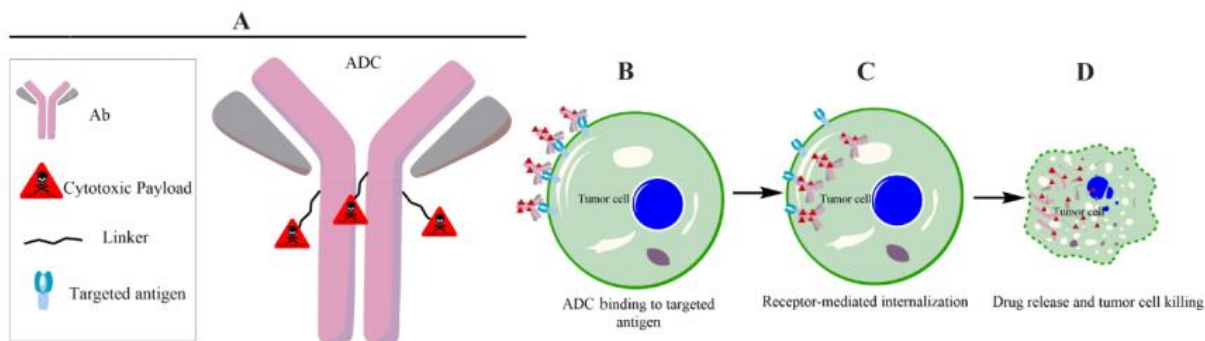 A
Ab
Cytotoxic Payload
Linker
Targeted antigen
ADC
B
Tumor cell
ADC binding to targeted
antigen
C
Tumor cell
Receptor-mediated internalization
D
Tumor cell
Drug release and tumor cell killing